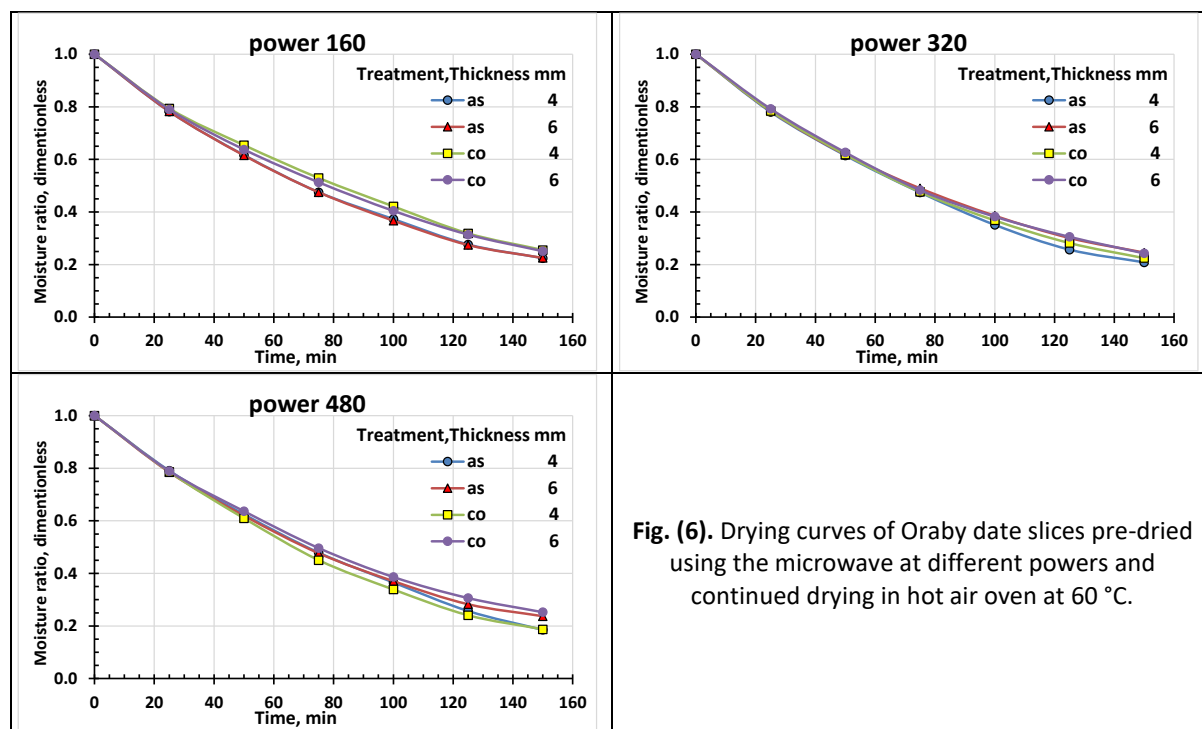 power 160
Treatment,Thickness mm
as 4
as 6
co 4
co 6
Moisture ratio, dimentionless
1.0
0.8
0.6
0.4
0.2
0.0
0 20 40 60 80 100 120 140 160
Time, min
power 320
Treatment,Thickness mm
as 4
as 6
co 4
co 6
Moisture ratio, dimentionless
1.0
0.8
0.6
0.4
0.2
0.0
0 20 40 60 80 100 120 140 160
Time, min
power 480
Treatment,Thickness mm
as 4
as 6
co 4
co 6
Moisture ratio, dimentionless
1.0
0.8
0.6
0.4
0.2
0.0
0 20 40 60 80 100 120 140 160
Time, min
Fig. (6). Drying curves of Oraby date slices pre-dried
using the microwave at different powers and
continued drying in hot air oven at 60 °C.